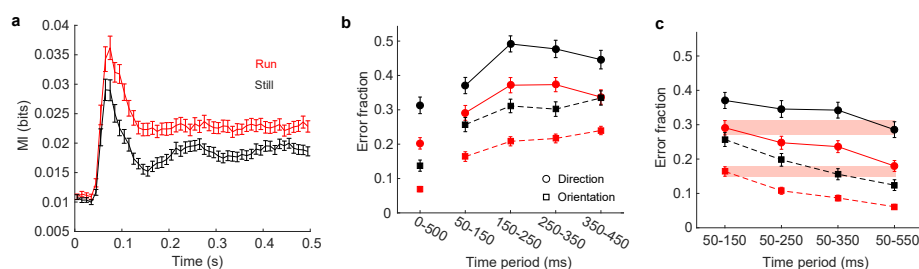 a
MI (bits)
0.04
0.035
0.03
0.025
0.02
0.015
0.01
0.005
Run
Still
0
0.1
0.2
0.3
0.4
0.5
Time (s)
b
Error fraction
0.5
0.4
0.3
0.2
0.1
0
Direction
Orientation
0-500
50-150
150-250
250-350
350-450
Time period (ms)
c
Error fraction
0.5
0.4
0.3
0.2
0.1
50-150
50-250
50-350
50-550
Time period (ms)